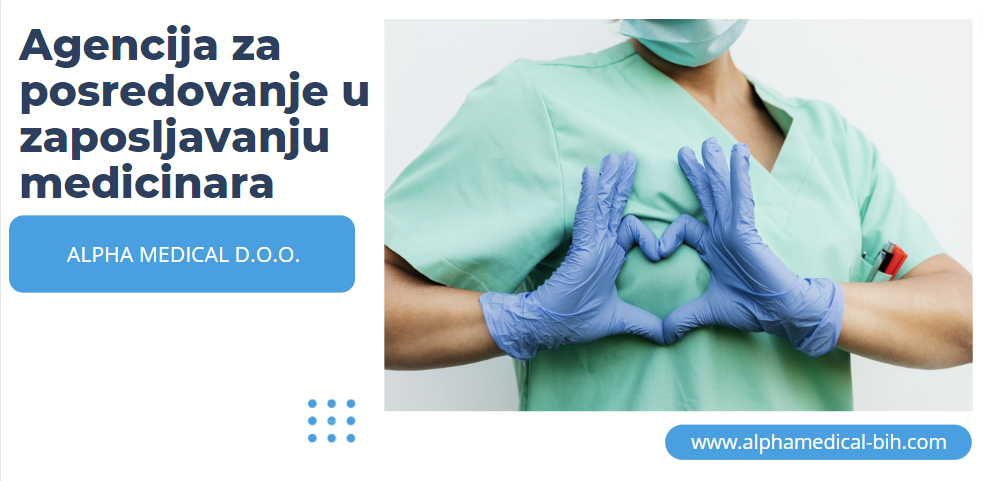 Agencija za
posredovanje u
zaposljavanju
medicinara
ALPHA MEDICAL D.O.O.
www.alphamedical-bih.com